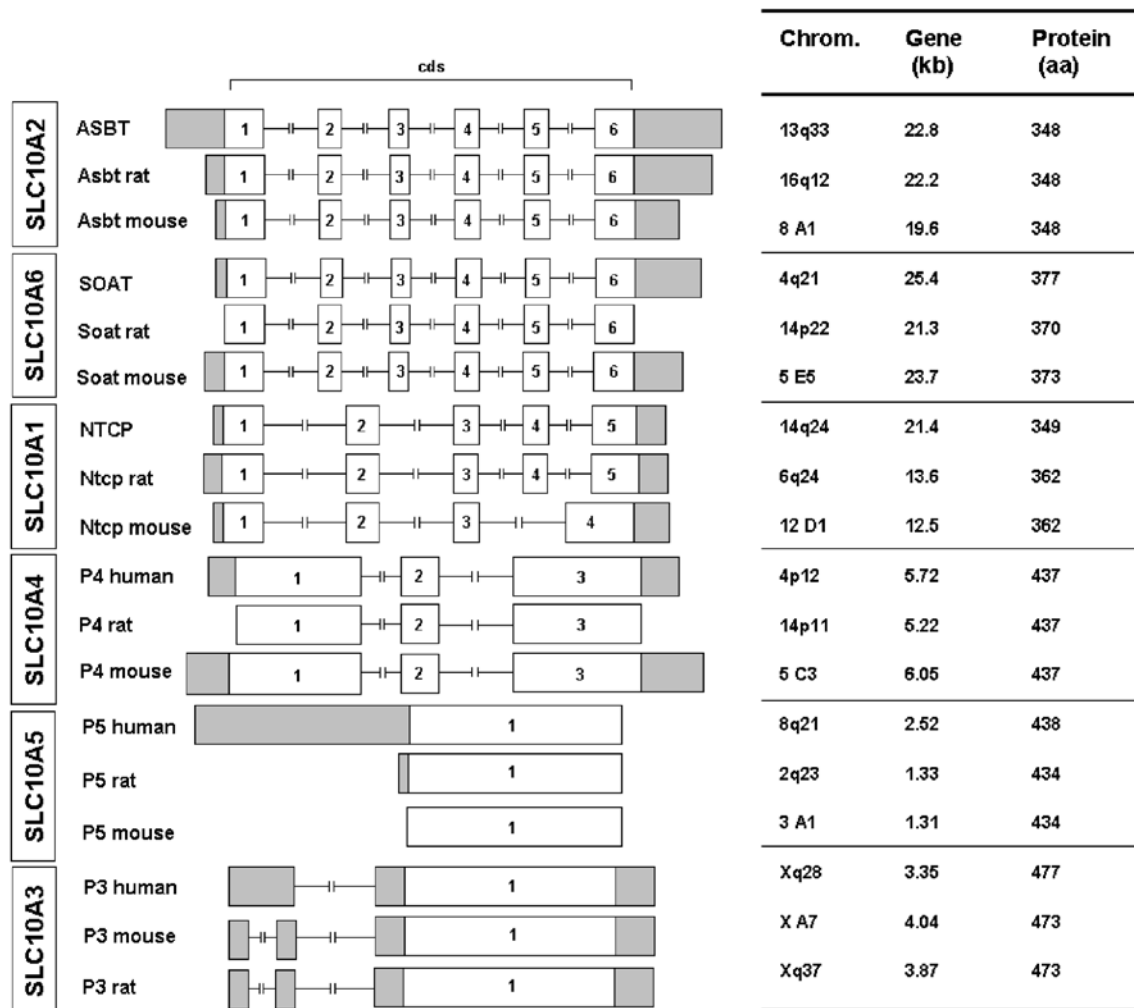 Chrom. Gene (kb) Protein (aa)
cds
SLC10A2
ASBT 1 2 3 4 5 6 13q33 22.8 348
Asbt rat 1 2 3 4 5 6 16q12 22.2 348
Asbt mouse 1 2 3 4 5 6 8 A1 19.6 348
SLC10A6
SOAT 1 2 3 4 5 6 4q21 25.4 377
Soat rat 1 2 3 4 5 6 14p22 21.3 370
Soat mouse 1 2 3 4 5 6 5 E5 23.7 373
SLC10A1
NTCP 1 2 3 4 5 14q24 21.4 349
Ntcp rat 1 2 3 4 5 6q24 13.6 362
Ntcp mouse 1 2 3 4 12 D1 12.5 362
SLC10A4
P4 human 1 2 3 4p12 5.72 437
P4 rat 1 2 3 14p11 5.22 437
P4 mouse 1 2 3 5 C3 6.05 437
SLC10A5
P5 human 1 8q21 2.52 438
P5 rat 1 2q23 1.33 434
P5 mouse 1 3 A1 1.31 434
SLC10A3
P3 human 1 Xq28 3.35 477
P3 mouse 1 X A7 4.04 473
P3 rat 1 Xq37 3.87 473